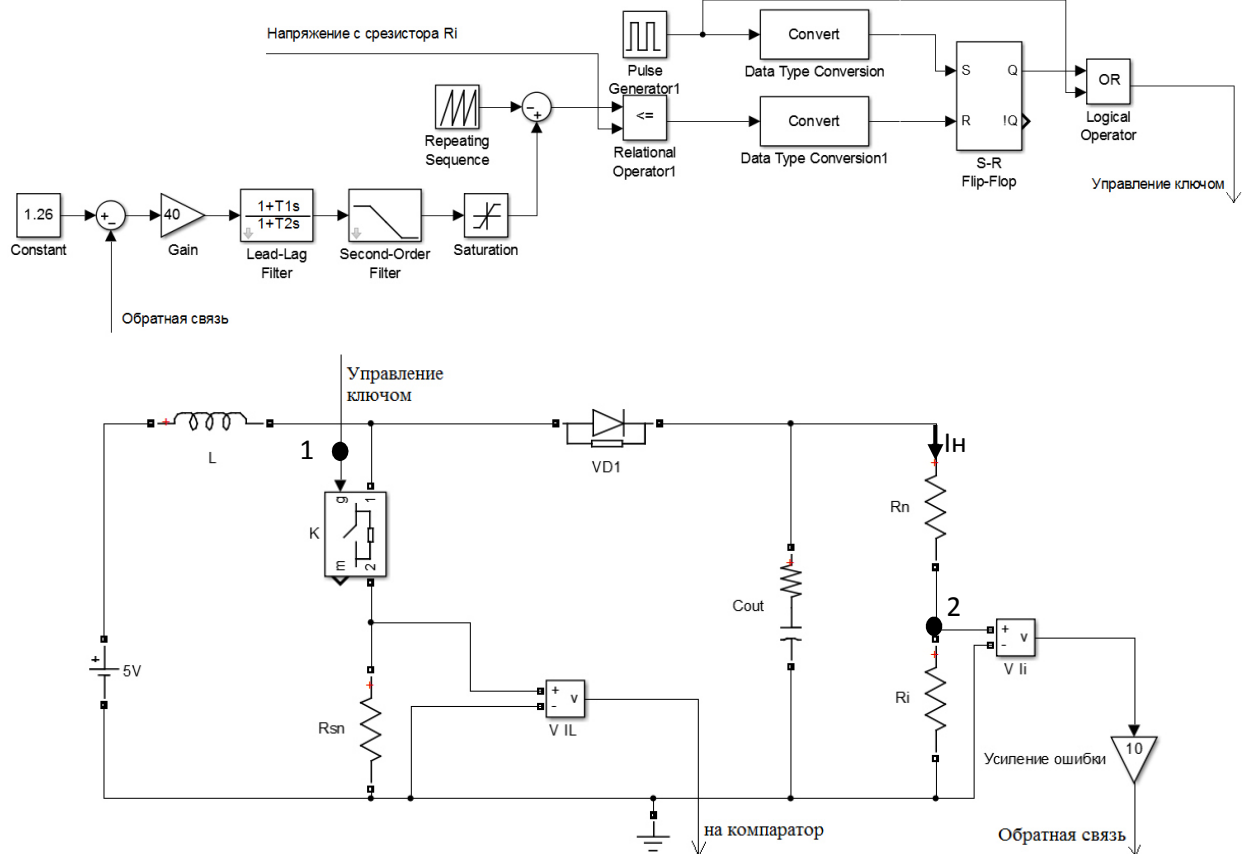 Напряжение с срезистора Ri
Pulse
Generator1
Convert
Data Type Conversion
S
Q
R
!Q
S-R
Flip-Flop
OR
Logical
Operator
Repeating
Sequence
- +
<=
Relational
Operator1
Convert
Data Type Conversion1
Управление ключом
1.26
Constant
+ -
40
Gain
1+T1s
1+T2s
Lead-Lag
Filter
Second-Order
Filter
Saturation
Обратная связь
Управление
ключом
+
L
1
g
1
K
m
2
VD1
Iн
+
Rn
+
Cout
2
+
-
v
V Ii
+
5V
+
Rsn
+
-
v
V IL
+
Ri
10
Усиление ошибки
на компаратор
Обратная связь